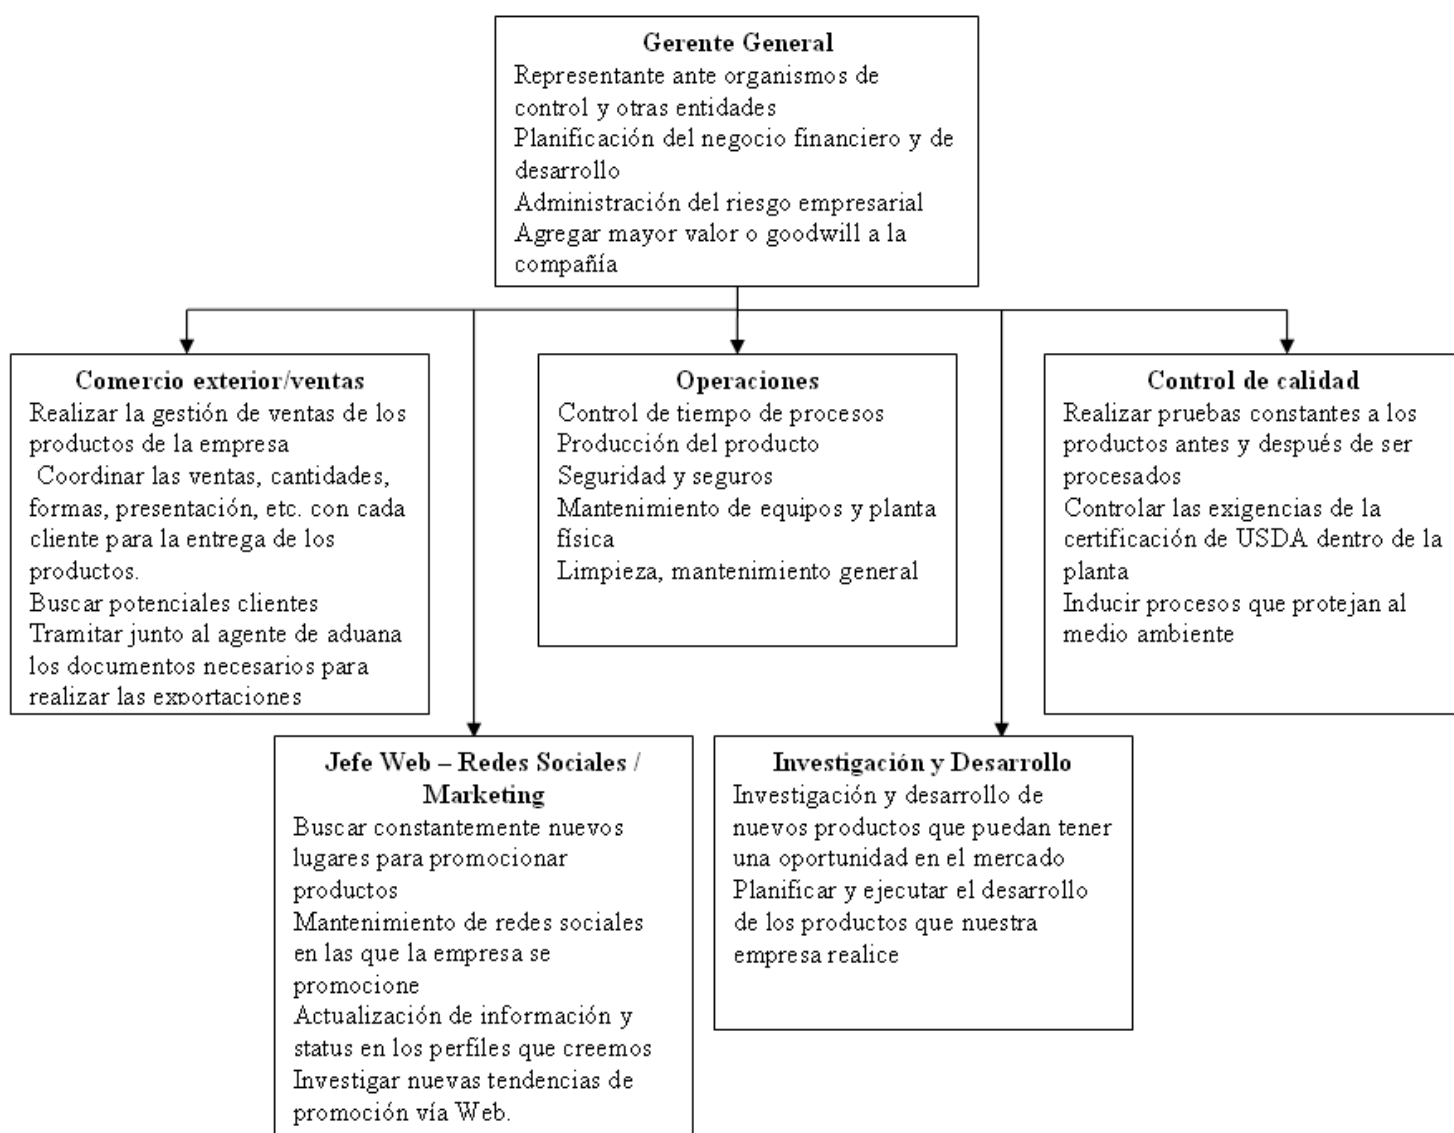 Gerente General
Representante ante organismos de
control y otras entidades
Planificación del negocio financiero y de
desarrollo
Administración del riesgo empresarial
Agregar mayor valor o goodwill a la
compañía
Comercio exterior/ventas
Realizar la gestión de ventas de los
productos de la empresa
Coordinar las ventas, cantidades,
formas, presentación, etc. con cada
cliente para la entrega de los
productos.
Buscar potenciales clientes
Tramitar junto al agente de aduana
los documentos necesarios para
realizar las exportaciones
Operaciones
Control de tiempo de procesos
Producción del producto
Seguridad y seguros
Mantenimiento de equipos y planta
física
Limpieza, mantenimiento general
Control de calidad
Realizar pruebas constantes a los
productos antes y después de ser
procesados
Controlar las exigencias de la
certificación de USDA dentro de la
planta
Inducir procesos que protejan al
medio ambiente
Jefe Web – Redes Sociales /
Marketing
Buscar constantemente nuevos
lugares para promocionar
productos
Mantenimiento de redes sociales
en las que la empresa se
promocione
Actualización de información y
status en los perfiles que creemos
Investigar nuevas tendencias de
promoción vía Web.
Investigación y Desarrollo
Investigación y desarrollo de
nuevos productos que puedan tener
una oportunidad en el mercado
Planificar y ejecutar el desarrollo
de los productos que nuestra
empresa realice